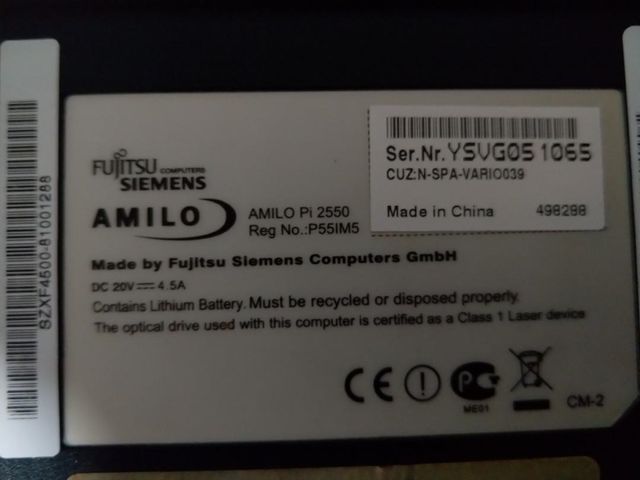 SZXF4500-81001288
FUJITSU COMPUTERS
SIEMENS
AMILO
AMILO Pi 2550
Reg No.:P55IM5
Ser.Nr. YSVG051065
CUZ:N-SPA-VARIO039
Made in China 498288
Made by Fujitsu Siemens Computers GmbH
DC 20V 4.5A
Contains Lithium Battery. Must be recycled or disposed properly.
The optical drive used with this computer is certified as a Class 1 Laser device
CE
PG
ME01
CM-2